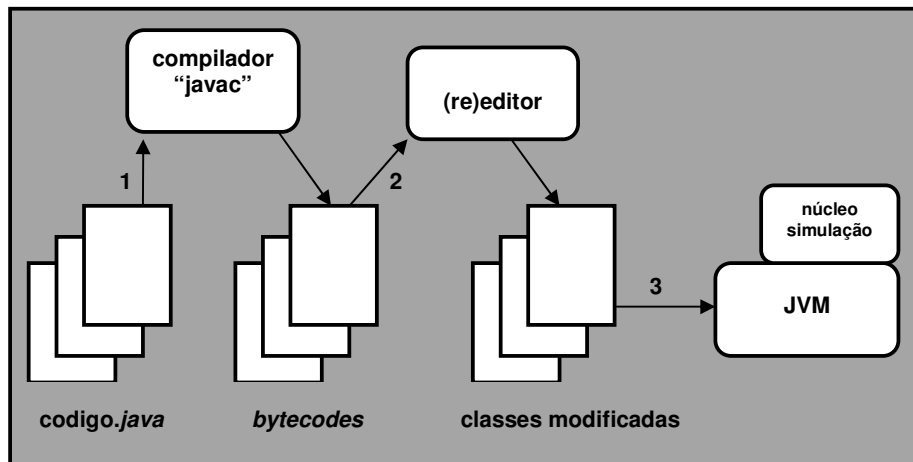 compilador
“javac”
(re)editor
1
2
núcleo
simulação
3
JVM
codigo.java
bytecodes
classes modificadas